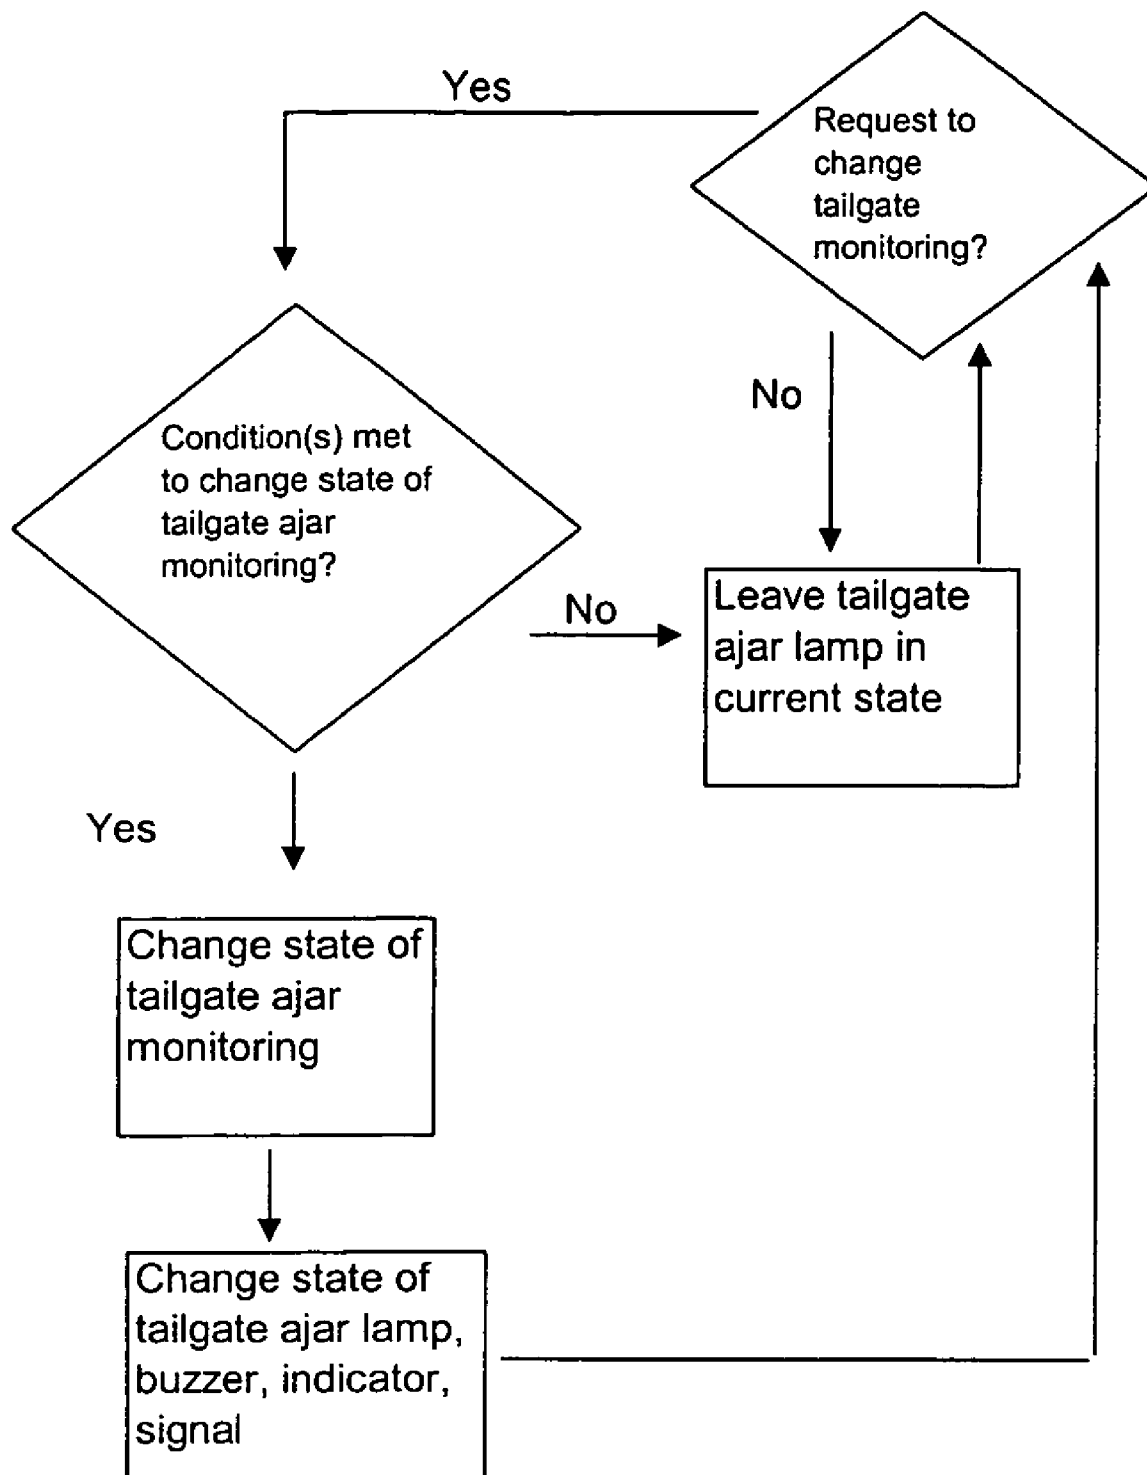 Yes
Request to
change
tailgate
monitoring?
No
Condition(s) met
to change state of
tailgate ajar
monitoring?
No
Leave tailgate
ajar lamp in
current state
Yes
Change state of
tailgate ajar
monitoring
Change state of
tailgate ajar lamp,
buzzer, indicator,
signal